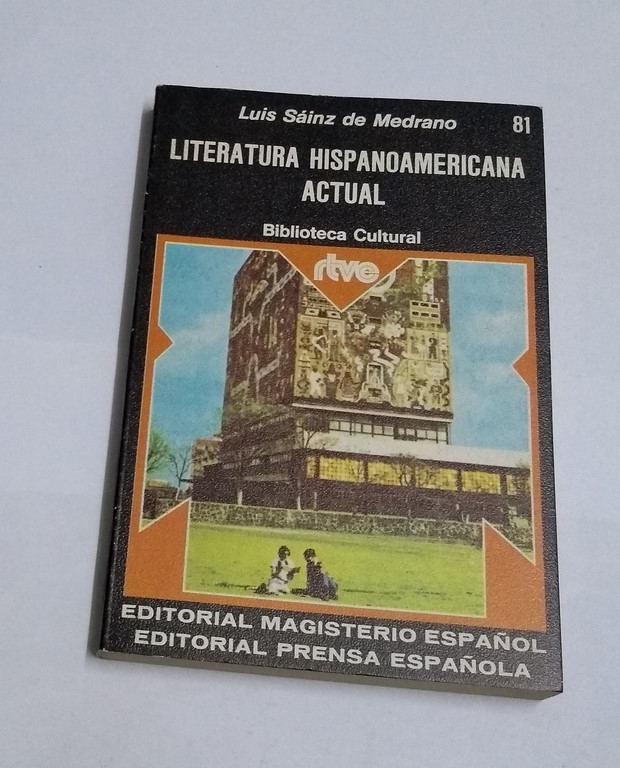 Luis Sáinz de Medrano
81
LITERATURA HISPANOAMERICANA
ACTUAL
Biblioteca Cultural
rtve
EDITORIAL MAGISTERIO ESPAÑOL
EDITORIAL PRENSA ESPAÑOLA